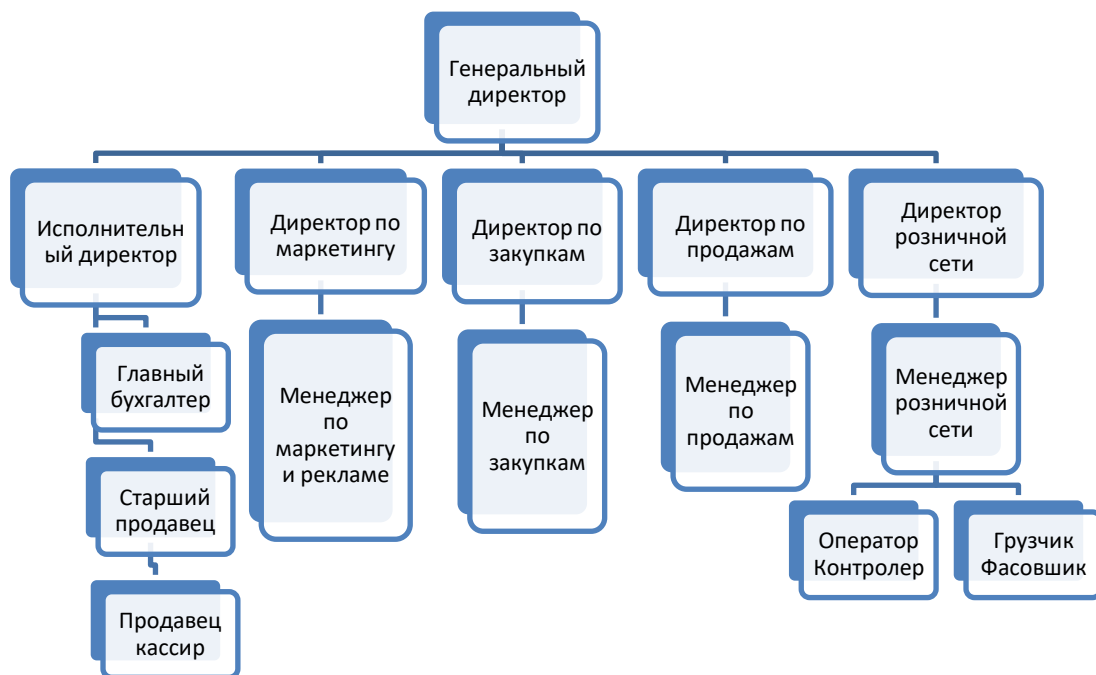 Генеральный
директор
Исполнительн
ый директор
Директор по
маркетингу
Директор по
закупкам
Директор по
продажам
Директор
розничной
сети
Главный
бухгалтер
Старший
продавец
Продавец
кассир
Менеджер
по
маркетингу
и рекламе
Менеджер
по
закупкам
Менеджер
по
продажам
Менеджер
розничной
сети
Оператор
Контролер
Грузчик
Фасовшик